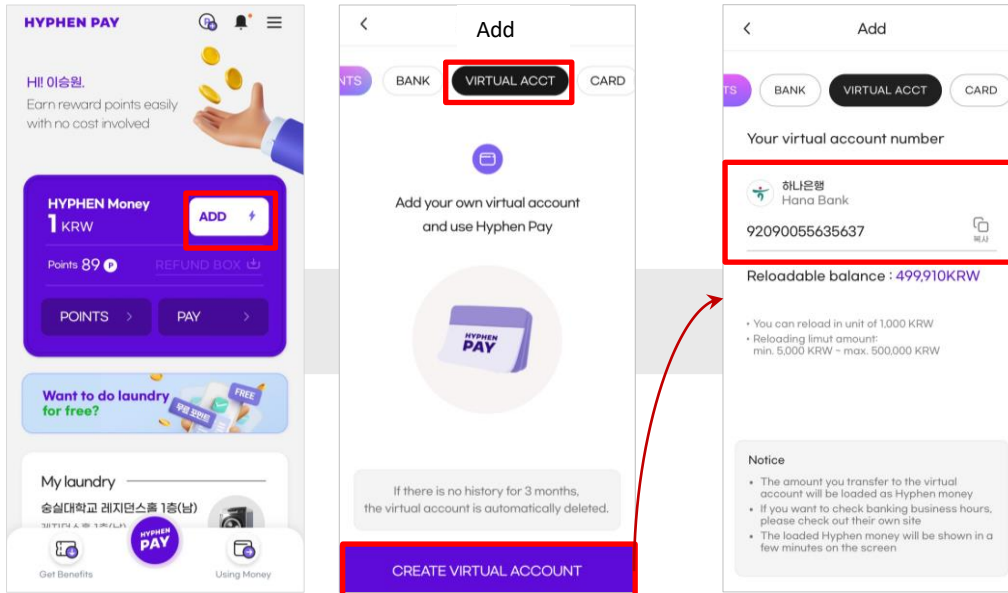 HYPHEN PAY
HI! 이승원.
Earn reward points easily
with no cost involved
HYPHEN Money
1 KRW
ADD
Points 89 P
REFUND BOX
POINTS >
PAY >
Want to do laundry
for free?
FREE
무료 포인트
My laundry
숭실대학교 레지던스홀 1층(남)
HYPHEN
PAY
Get Benefits
Using Money
Add
NTS
BANK
VIRTUAL ACCT
CARD
Add your own virtual account
and use Hyphen Pay
HYPHEN
PAY
If there is no history for 3 months,
the virtual account is automatically deleted.
CREATE VIRTUAL ACCOUNT
Add
TS
BANK
VIRTUAL ACCT
CARD
Your virtual account number
하나은행
Hana Bank
92090055635637
복사
Reloadable balance : 499,910KRW
• You can reload in unit of 1,000 KRW
• Reloading limut amount:
min. 5,000 KRW ~ max. 500,000 KRW
Notice
• The amount you transfer to the virtual
account will be loaded as Hyphen money
• If you want to check banking business hours,
please check out their own site
• The loaded Hyphen money will be shown in a
few minutes on the screen